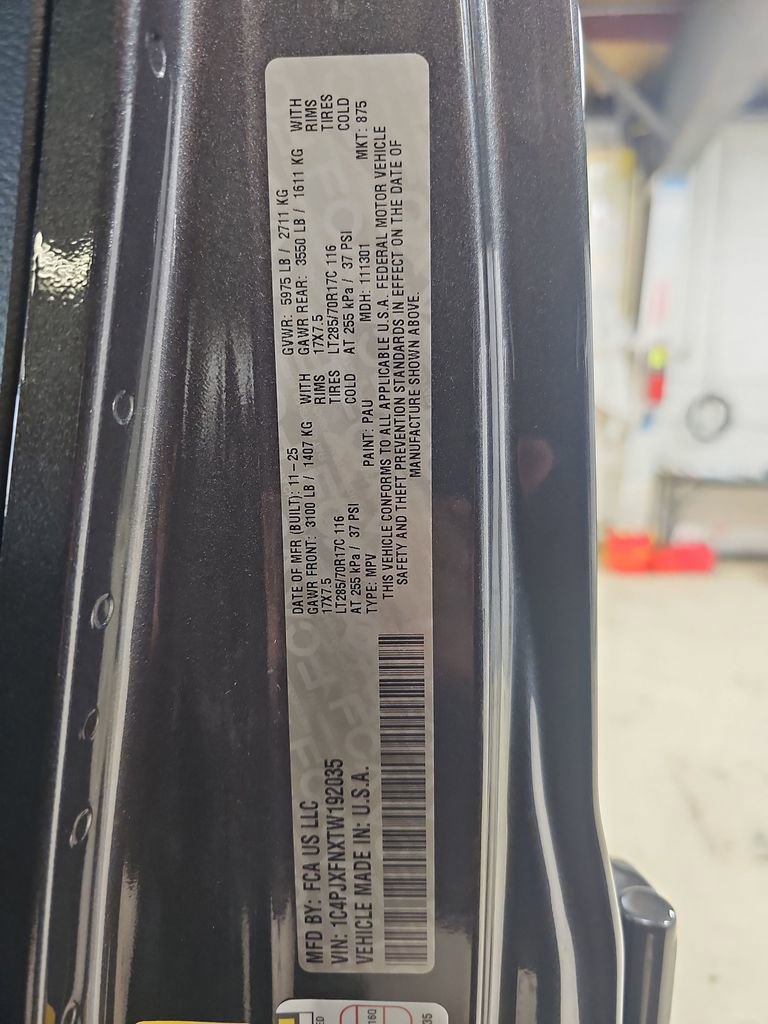 MFD BY: FCA US LLC
VIN: 1C4PJXFNXTW192035
VEHICLE MADE IN: U.S.A.
DATE OF MFR (BUILT): 11-25 GVWR: 5975 LB / 2711 KG
GAWR FRONT: 3100 LB / 1407 KG WITH GAWR REAR: 3550 LB / 1611 KG WITH
17X7.5 RIMS 17X7.5 RIMS
LT285/70R17C 116 TIRES LT285/70R17C 116 TIRES
AT 255 kPa / 37 PSI COLD AT 255 kPa / 37 PSI COLD
TYPE: MPV PAINT: PAU MDH: 111301 MKT: 875
THIS VEHICLE CONFORMS TO ALL APPLICABLE U.S.A. FEDERAL MOTOR VEHICLE
SAFETY AND THEFT PREVENTION STANDARDS IN EFFECT ON THE DATE OF
MANUFACTURE SHOWN ABOVE.